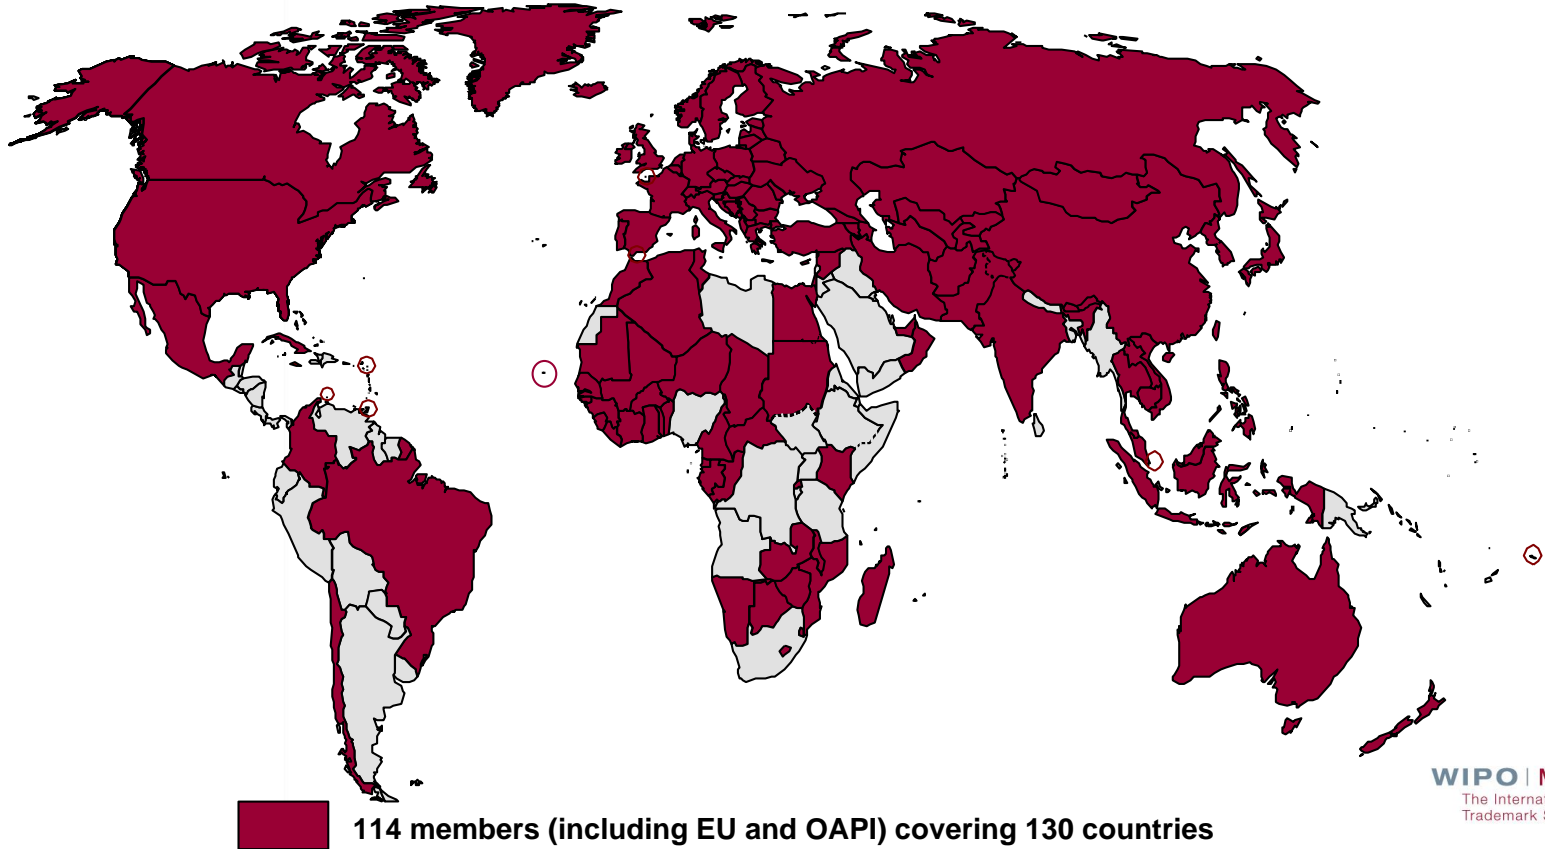 WIPO |
The Interna
Trademark
114 members (including EU and OAPI) covering 130 countries